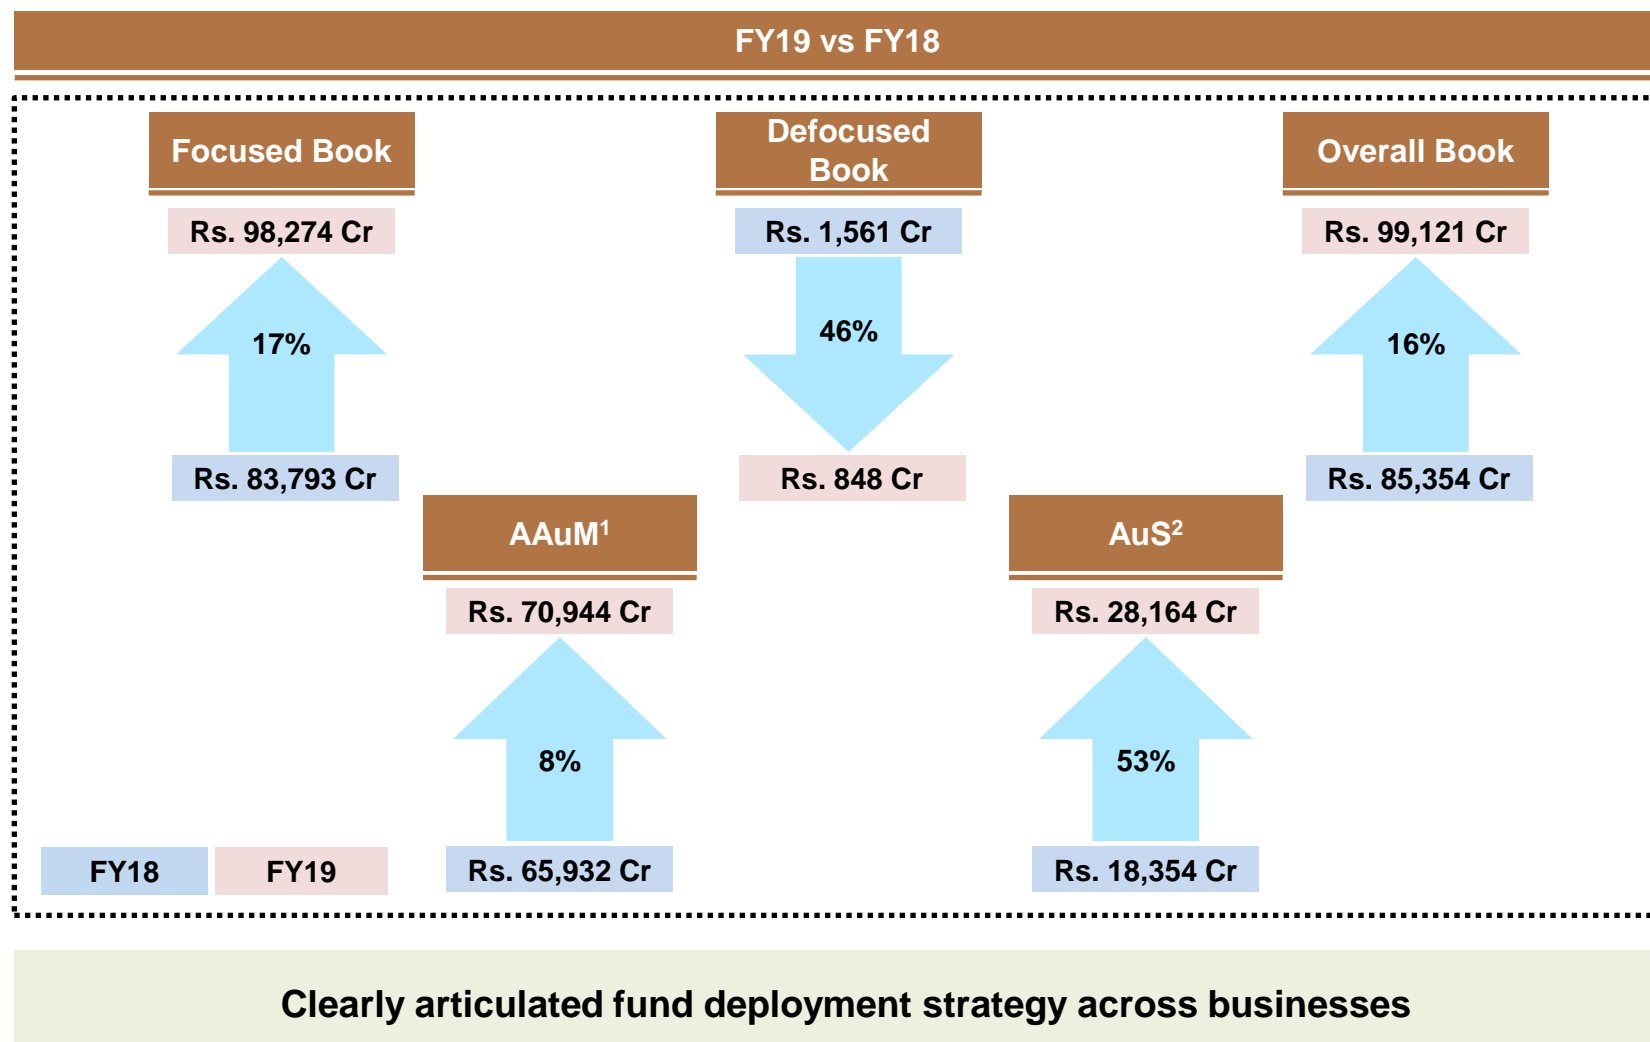 FY19 vs FY18
Focused Book
Rs. 98,274 Cr
17%
Rs. 83,793 Cr
Defocused
Book
Rs. 1,561 Cr
46%
Rs. 848 Cr
Overall Book
Rs. 99,121 Cr
16%
Rs. 85,354 Cr
AAuM¹
Rs. 70,944 Cr
8%
Rs. 65,932 Cr
AuS²
Rs. 28,164 Cr
53%
Rs. 18,354 Cr
FY18
FY19
Clearly articulated fund deployment strategy across businesses